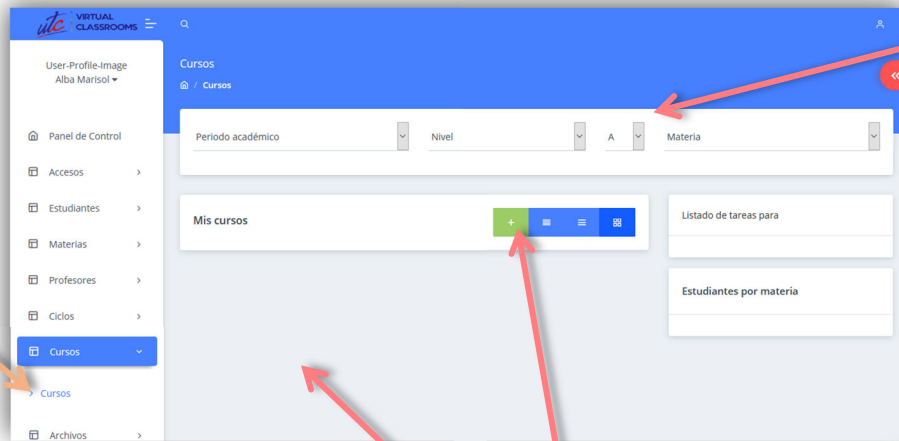 utc VIRTUAL
CLASSROOMS
User-Profile-Image
Alba Marisol
Panel de Control
Accesos
Estudiantes
Materias
Profesores
Ciclos
Cursos
Cursos
Archivos
Cursos
/ Cursos
Periodo académico
Nivel
A
Materia
Mis cursos
+
Listado de tareas para
Estudiantes por materia